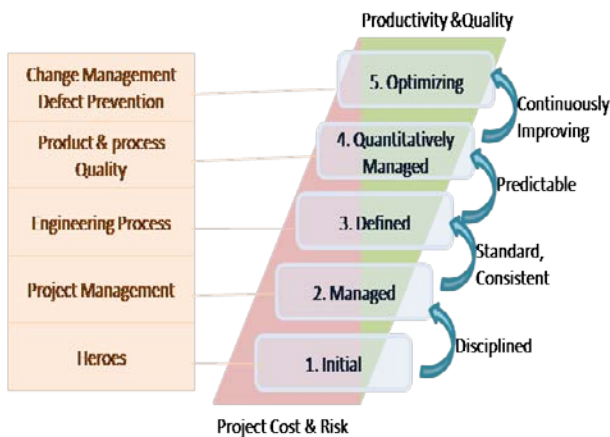 Productivity &Quality
Change Management
Defect Prevention
5. Optimizing
Continuously
Improving
Product & process
Quality
4. Quantitatively
Managed
Predictable
Engineering Process
3. Defined
Standard,
Consistent
Project Management
2. Managed
Disciplined
Heroes
1. Initial
Project Cost & Risk